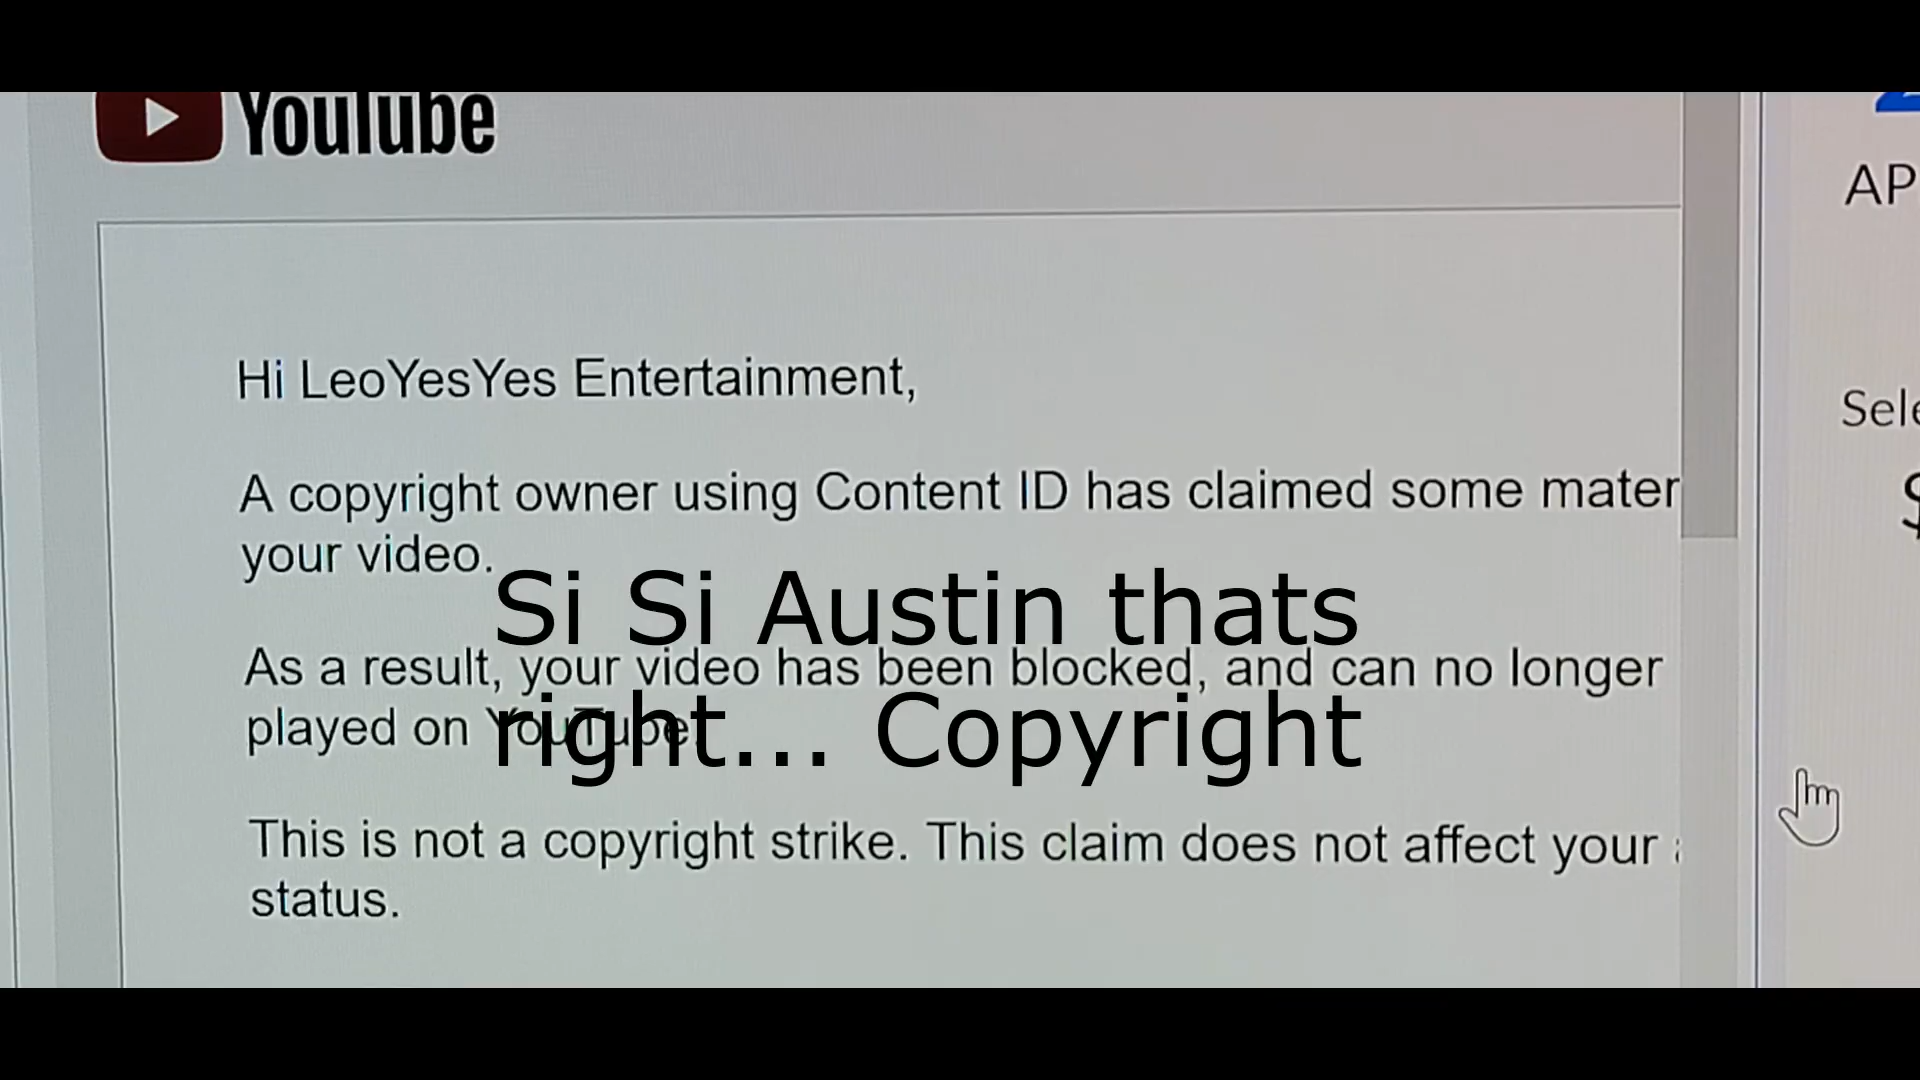 YouTube
AP
Hi LeoYesYes Entertainment,
Sele
A copyright owner using Content ID has claimed some mater
your video.
$
Si Si Austin thats
right... Copyright
As a result, your video has been blocked, and can no longer
played on YouTube.
This is not a copyright strike. This claim does not affect your
status.